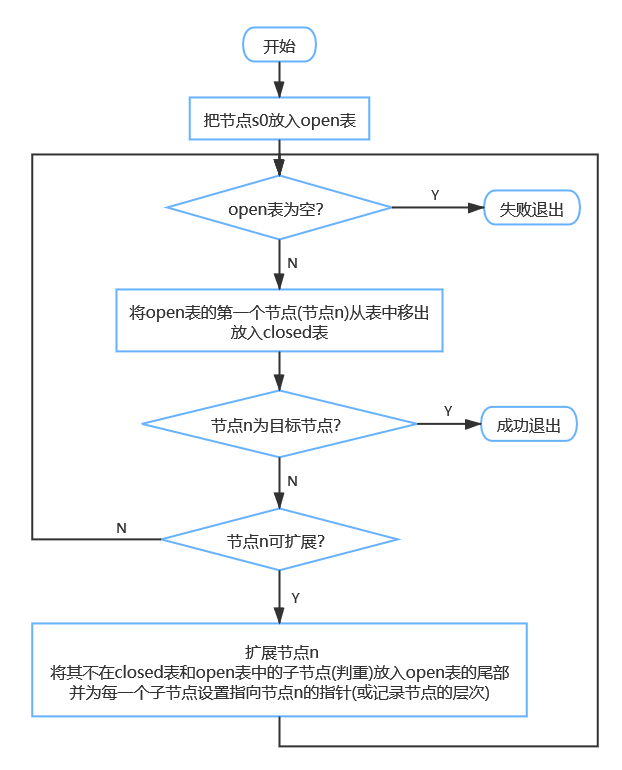 开始
把节点s0放入open表
open表为空?
Y
失败退出
N
将open表的第一个节点(节点n)从表中移出
放入closed表
节点n为目标节点?
Y
成功退出
N
节点n可扩展?
N
Y
扩展节点n
将其不在closed表和open表中的子节点(判重)放入open表的尾部
并为每一个子节点设置指向节点n的指针(或记录节点的层次)